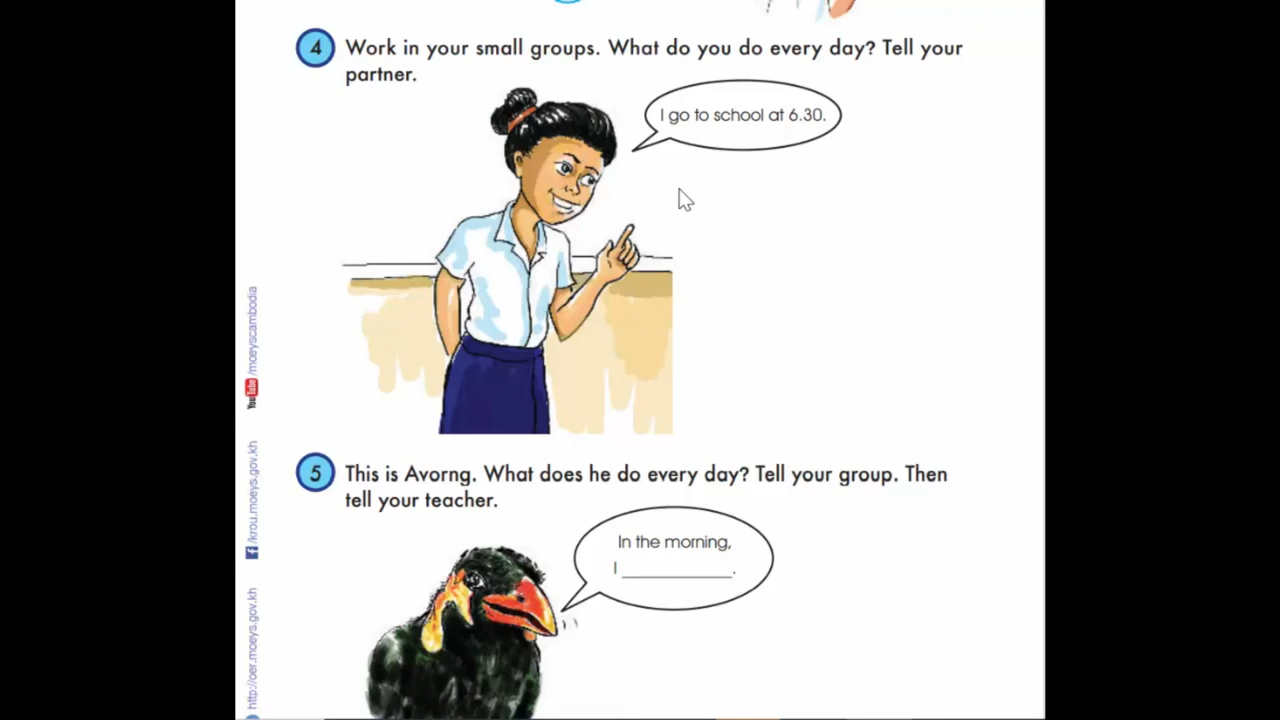 4 Work in your small groups. What do you do every day? Tell your
partner.
I go to school at 6.30.
5 This is Avorng. What does he do every day? Tell your group. Then
tell your teacher.
In the morning,
I ____________.
YouTube /moeyscambodia
f /krou.moeys.gov.kh
http://oer.moeys.gov.kh